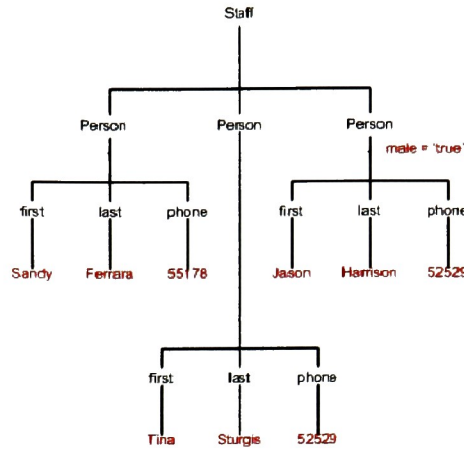 Staff
Person Person Person
male = 'true'
first last phone first last phone
Sandy Ferrara 55178 Jason Harrison 52529
first last phone
Tina Sturgis 52529